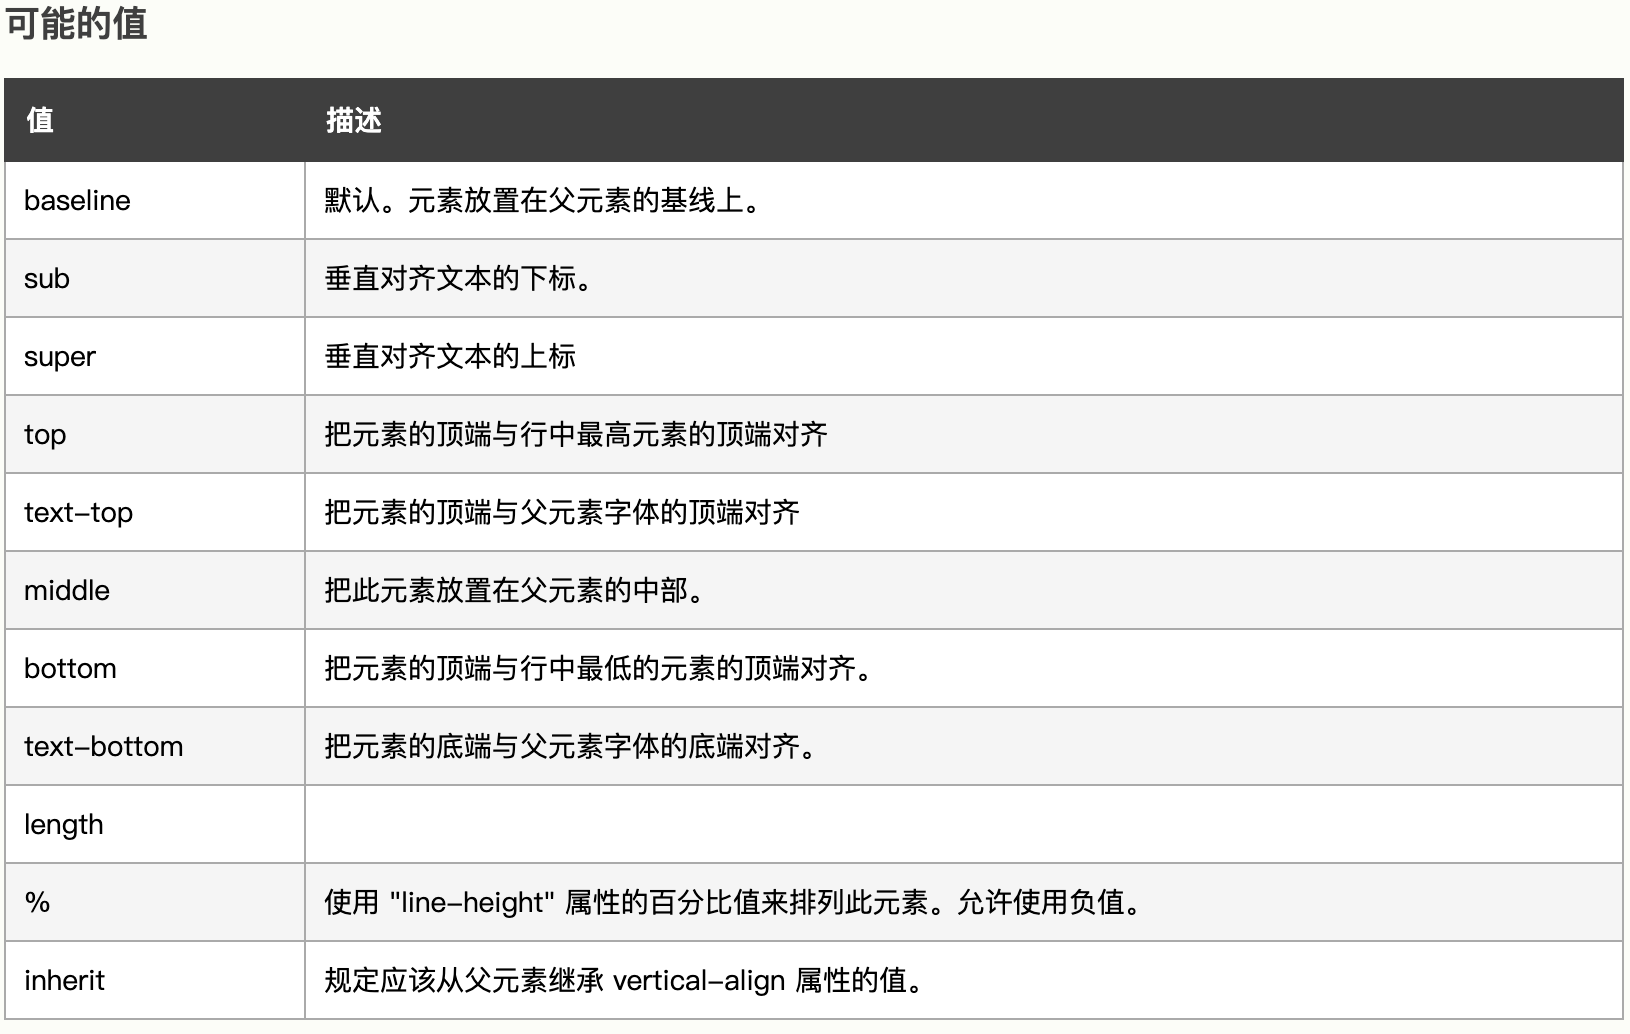 可能的值
值 描述
baseline 默认。元素放置在父元素的基线上。
sub 垂直对齐文本的下标。
super 垂直对齐文本的上标
top 把元素的顶端与行中最高元素的顶端对齐
text-top 把元素的顶端与父元素字体的顶端对齐
middle 把此元素放置在父元素的中部。
bottom 把元素的顶端与行中最低的元素的顶端对齐。
text-bottom 把元素的底端与父元素字体的底端对齐。
length
% 使用 "line-height" 属性的百分比值来排列此元素。允许使用负值。
inherit 规定应该从父元素继承 vertical-align 属性的值。